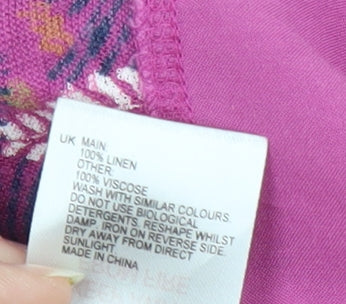 UK MAIN:
100% LINEN
OTHER:
100% VISCOSE
WASH WITH SIMILAR COLOURS.
DO NOT USE BIOLOGICAL
DETERGENTS. RESHAPE WHILST
DAMP. IRON ON REVERSE SIDE.
DRY AWAY FROM DIRECT
SUNLIGHT
MADE IN CHINA